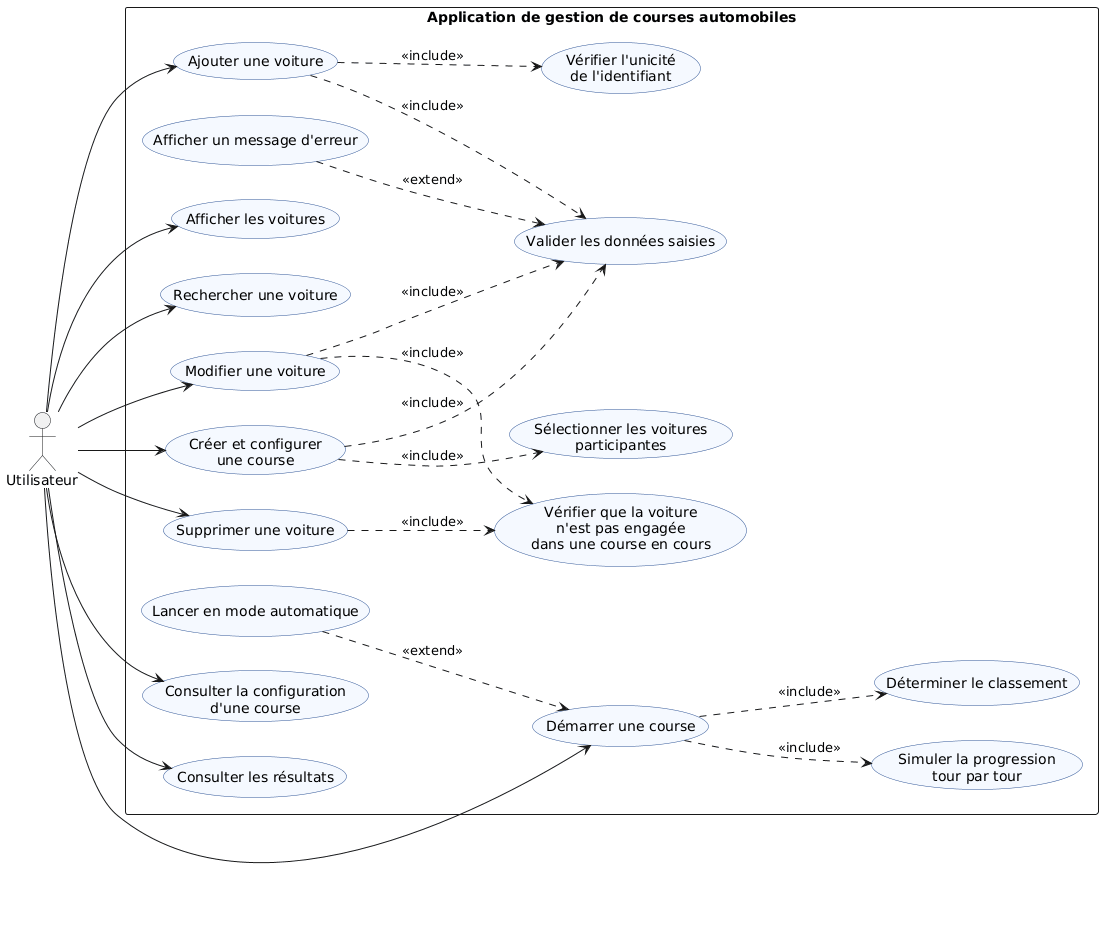 Application de gestion de courses automobiles
Ajouter une voiture
«include»
Vérifier l'unicité
de l'identifiant
«include»
Afficher un message d'erreur
«extend»
Afficher les voitures
Valider les données saisies
Rechercher une voiture
«include»
Modifier une voiture
«include»
«include»
Utilisateur
Créer et configurer
une course
«include»
Sélectionner les voitures
participantes
Supprimer une voiture
«include»
Vérifier que la voiture
n'est pas engagée
dans une course en cours
Lancer en mode automatique
«extend»
Consulter la configuration
d'une course
Démarrer une course
«include»
Déterminer le classement
«include»
Simuler la progression
tour par tour
Consulter les résultats